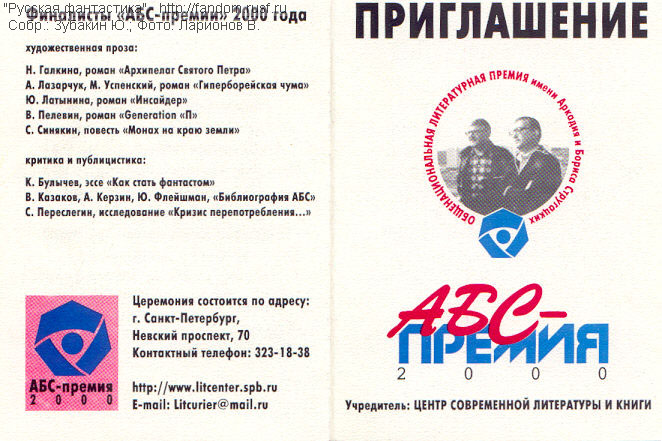 "Русская фантастика" - http://fandom.rusf.ru
Собр.: Зубакин Ю.; Фото: Ларионов В.
Финалисты «АБС-премии» 2000 года
художественная проза:
Н. Галкина, роман «Архипелаг Святого Петра»
А. Лазарчук, М. Успенский, роман «Гиперборейская чума»
Ю. Латынина, роман «Инсайдер»
В. Пелевин, роман «Generation «П»
С. Синякин, повесть «Монах на краю земли»
критика и публицистика:
К. Булычев, эссе «Как стать фантастом»
В. Казаков, А. Керзин, Ю. Флейшман, «Библиография АБС»
С. Переслегин, исследование «Кризис перепотребления...»
АБС-премия
2000
Церемония состоится по адресу:
г. Санкт-Петербург,
Невский проспект, 70
Контактный телефон: 323-18-38
http://www.litcenter.spb.ru
E-mail: Litcurier@mail.ru
ПРИГЛАШЕНИЕ
ОБЩЕНАЦИОНАЛЬНАЯ ЛИТЕРАТУРНАЯ ПРЕМИЯ имени Аркадия и Бориса Стругацких
АБС-
ПРЕМИЯ
2000
Учредитель: ЦЕНТР СОВРЕМЕННОЙ ЛИТЕРАТУРЫ И КНИГИ